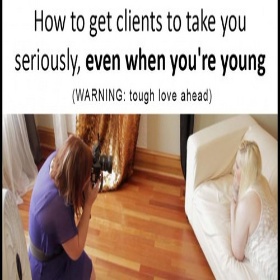 How to get clients to take you
seriously, even when you're young
(WARNING: tough love ahead)